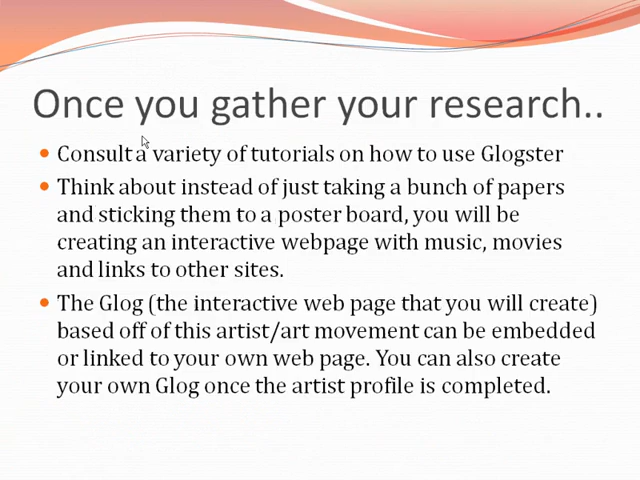 Once you gather your research..
Consult a variety of tutorials on how to use Glogster
Think about instead of just taking a bunch of papers
and sticking them to a poster board, you will be
creating an interactive webpage with music, movies
and links to other sites.
The Glog (the interactive web page that you will create)
based off of this artist/art movement can be embedded
or linked to your own web page. You can also create
your own Glog once the artist profile is completed.